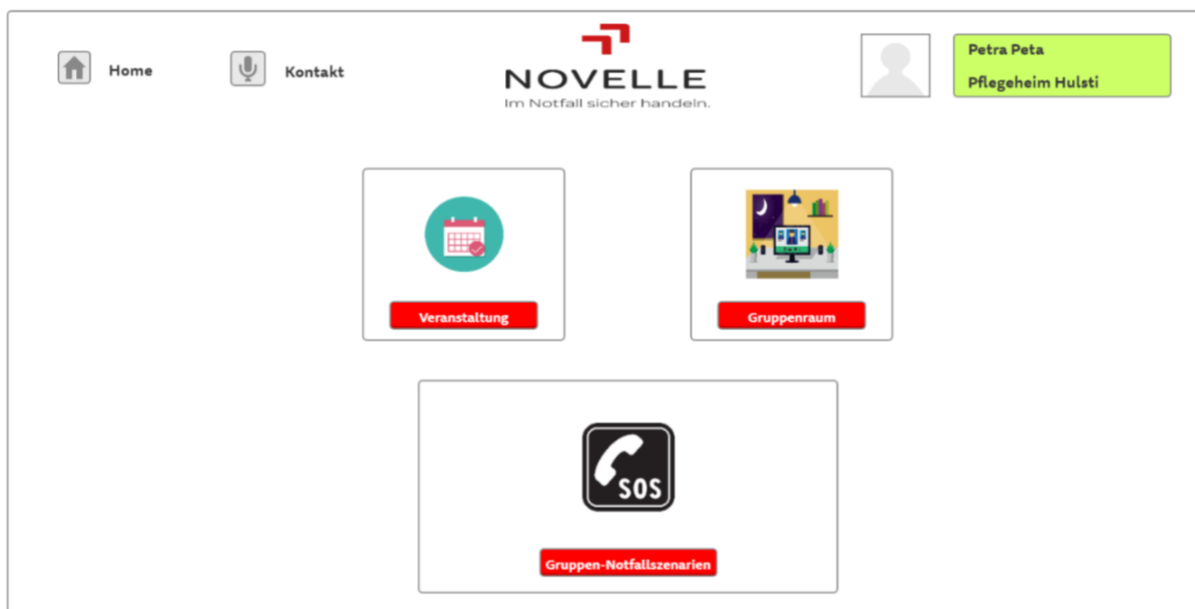 Home
Kontakt
NOVELLE
Im Notfall sicher handeln.
Petra Peta
Pflegeheim Hulsti
Veranstaltung
Gruppenraum
SOS
Gruppen-Notfallszenarien